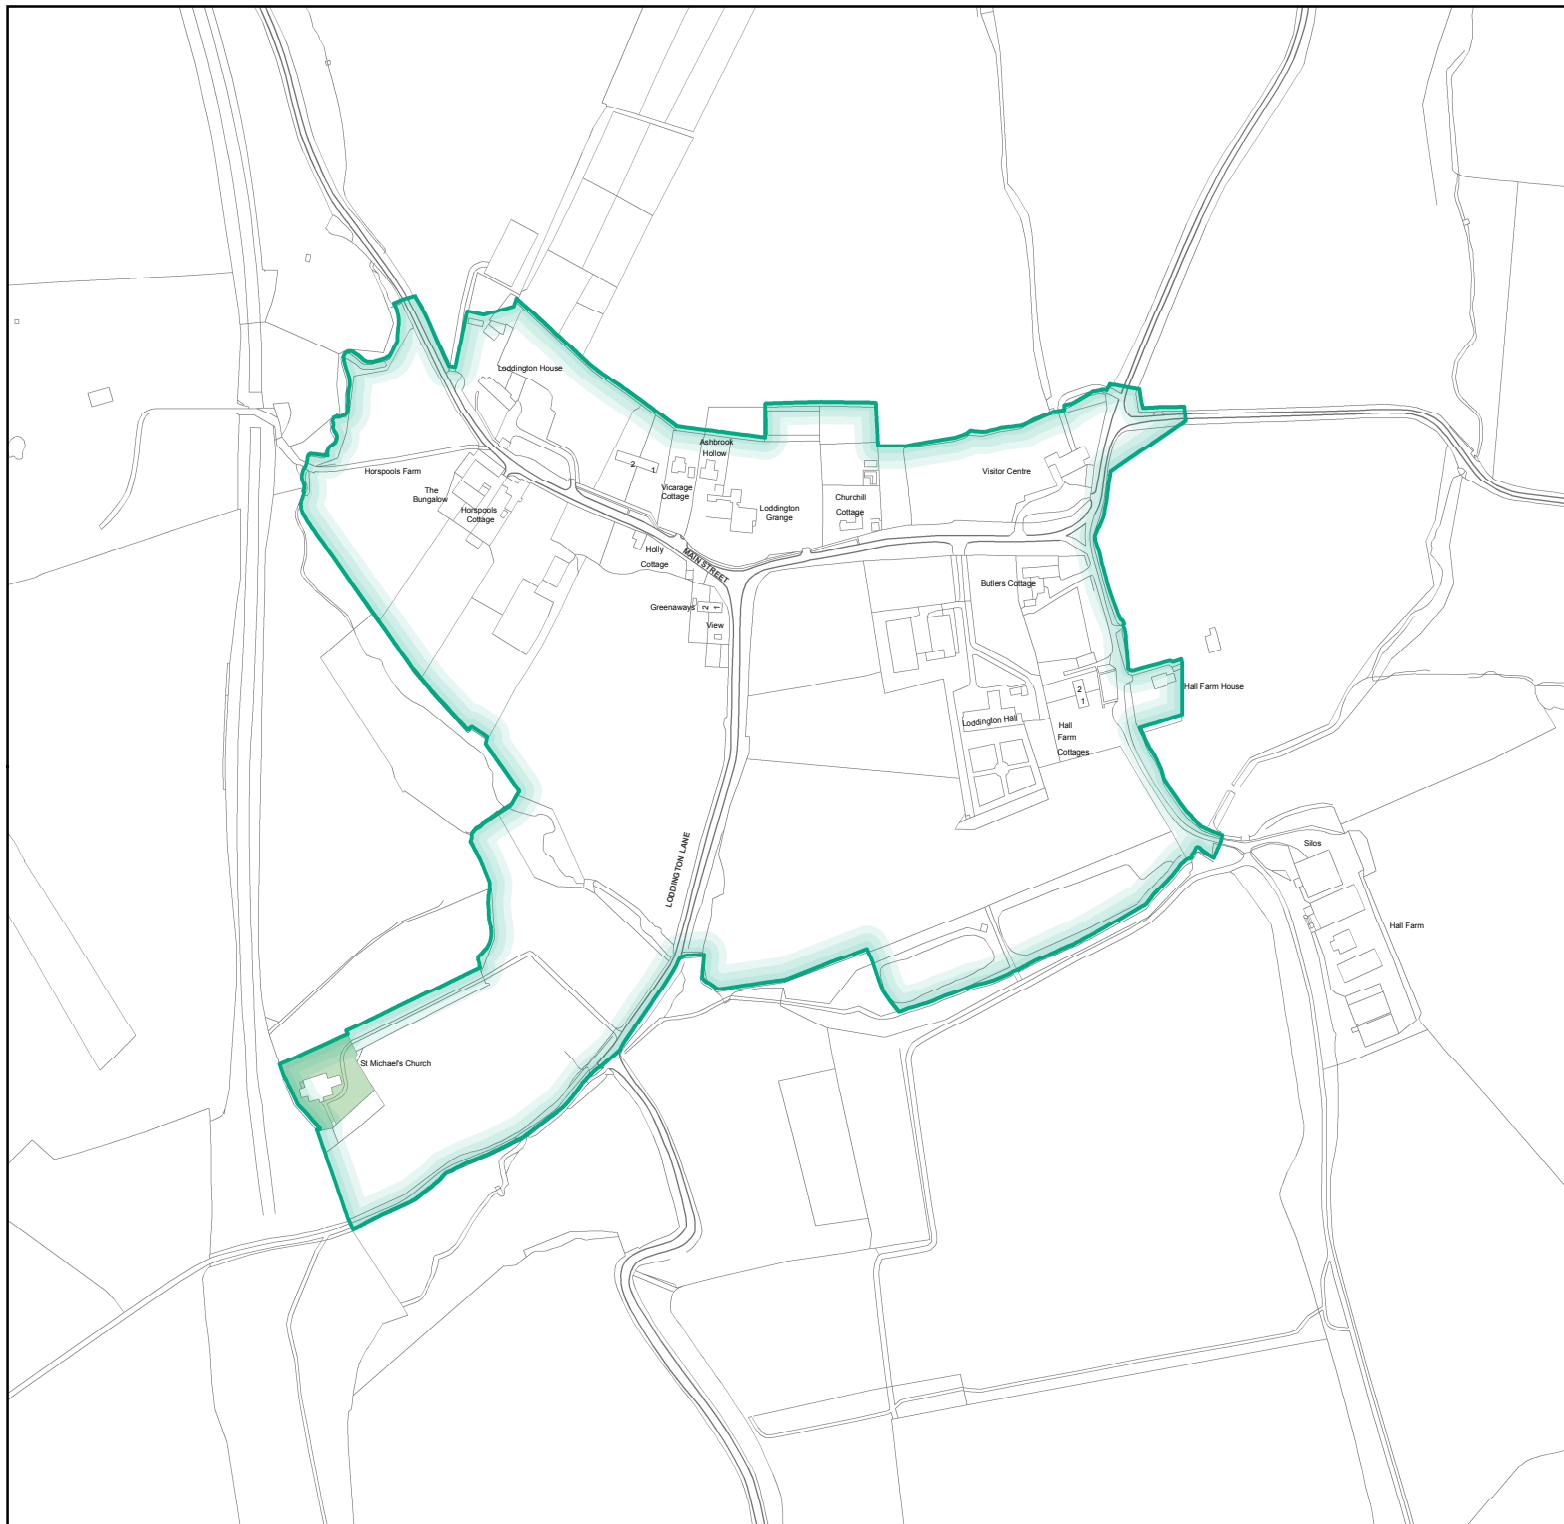 Loddington House
Ashbrook
Hollow
Horspools Farm
2
1
Visitor Centre
The
Bungalow
Vicarage
Cottage
Churchill
Cottage
Horspools
Cottage
Loddington
Grange
Holly
Cottage
MAIN STREET
Butlers Cottage
Greenaways
2
1
View
Hall Farm House
2
1
Loddington Hall
Hall
Farm
Cottages
LODDINGTON LANE
Silos
Hall Farm
St Michael's Church